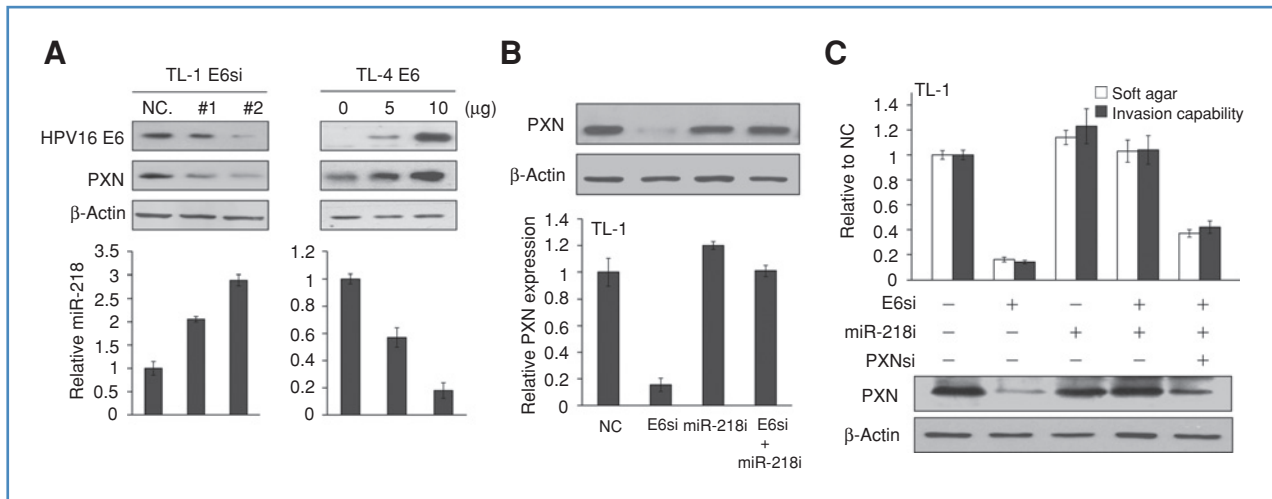 A
TL-1 E6si
TL-4 E6
NC. #1 #2
0 5 10 (μg)
HPV16 E6
PXN
β-Actin
Relative miR-218
3.5
3
2.5
2
1.5
1
0.5
0
1.2
1.0
0.8
0.6
0.4
0.2
0
B
PXN
β-Actin
Relative PXN expression
TL-1
1.4
1.2
1
0.8
0.6
0.4
0.2
0
NC E6si miR-218i E6si
+
miR-218i
C
TL-1
Soft agar
Invasion capability
Relative to NC
1.4
1.2
1
0.8
0.6
0.4
0.2
0
E6si − + − + +
miR-218i − − + + +
PXNsi − − − − +
PXN
β-Actin